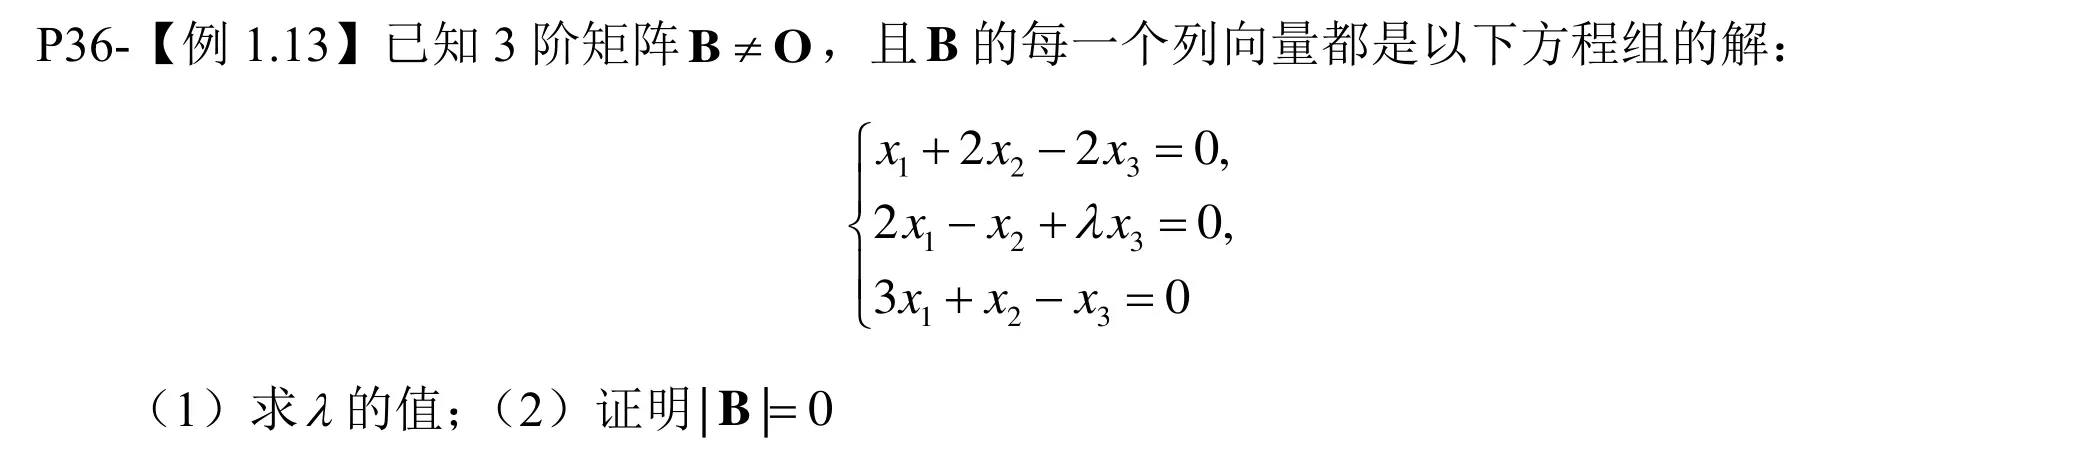 P36-【例 1.13】已知 3 阶矩阵 B ≠ O，且 B 的每一个列向量都是以下方程组的解：
x₁ + 2x₂ − 2x₃ = 0,
2x₁ − x₂ + λx₃ = 0,
3x₁ + x₂ − x₃ = 0
（1）求 λ 的值；（2）证明 | B |= 0